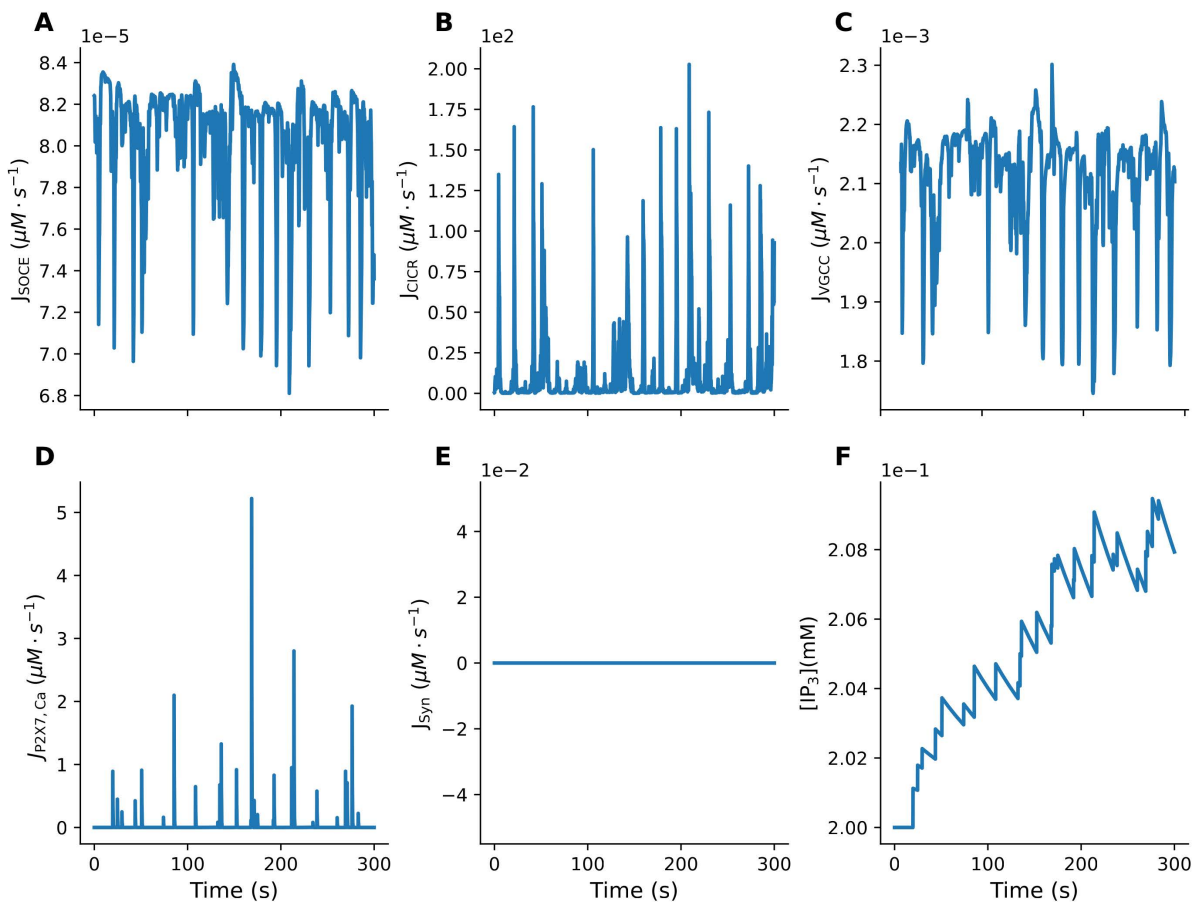 A
1e−5
8.4
8.2
8.0
7.8
7.6
7.4
7.2
7.0
6.8
J_SOCE (μM · s⁻¹)
B
1e2
2.00
1.75
1.50
1.25
1.00
0.75
0.50
0.25
0.00
J_CICR (μM · s⁻¹)
C
1e−3
2.3
2.2
2.1
2.0
1.9
1.8
J_VGCC (μM · s⁻¹)
D
5
4
3
2
1
0
J_P2X7, Ca (μM · s⁻¹)
0 100 200 300
Time (s)
E
1e−2
4
2
0
−2
−4
J_Syn (μM · s⁻¹)
0 100 200 300
Time (s)
F
1e−1
2.08
2.06
2.04
2.02
2.00
[IP₃](mM)
0 100 200 300
Time (s)